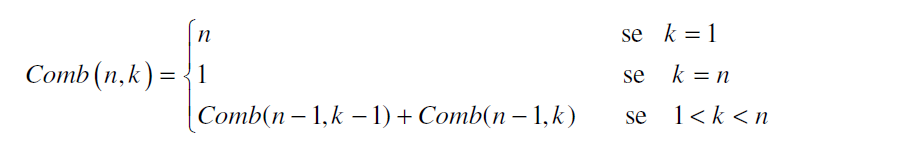 n se k = 1
Comb(n,k) = { 1 se k = n
Comb(n − 1,k − 1) + Comb(n − 1,k) se 1 < k < n